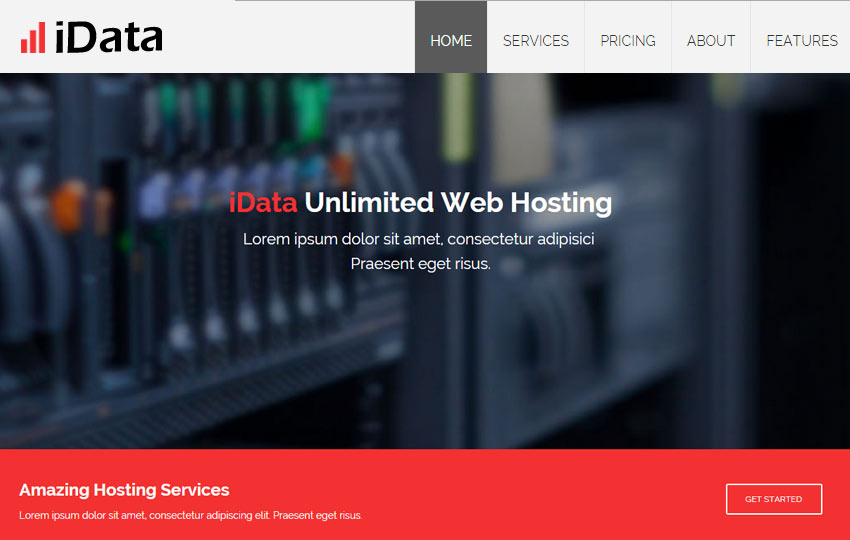 iData
HOME SERVICES PRICING ABOUT FEATURES
iData Unlimited Web Hosting
Lorem ipsum dolor sit amet, consectetur adipisici
Praesent eget risus.
Amazing Hosting Services
Lorem ipsum dolor sit amet, consectetur adipiscing elit. Praesent eget risus.
GET STARTED